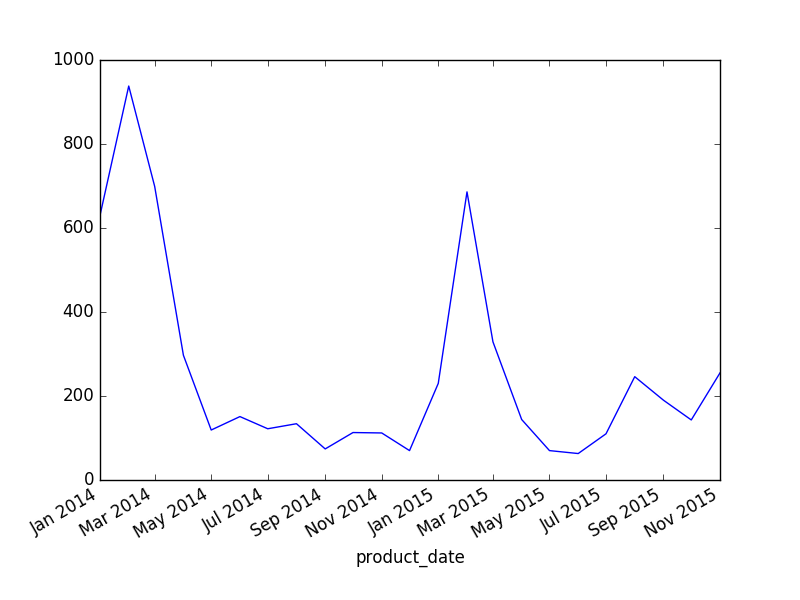 1000
800
600
400
200
0
Jan 2014
Mar 2014
May 2014
Jul 2014
Sep 2014
Nov 2014
Jan 2015
Mar 2015
May 2015
Jul 2015
Sep 2015
Nov 2015
product_date